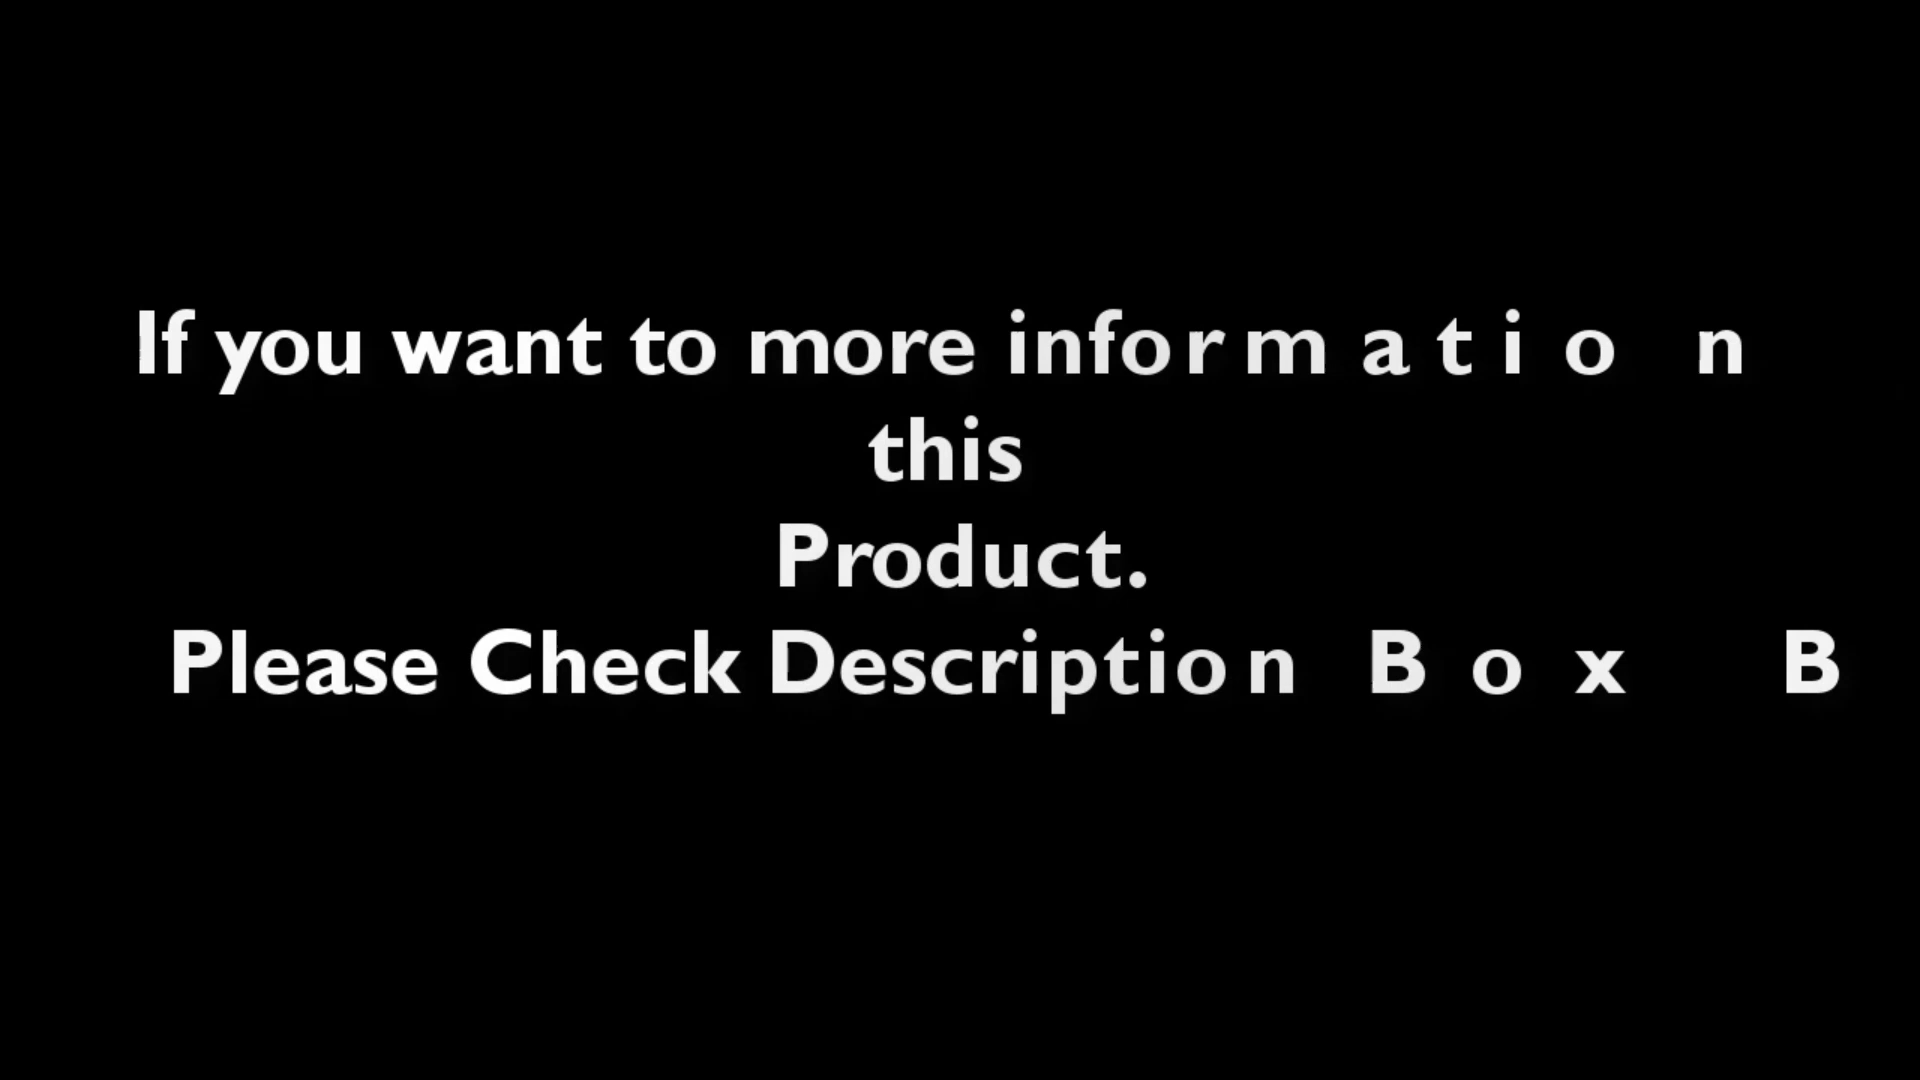 If you want to more information
this
Product.
Please Check Description Box B